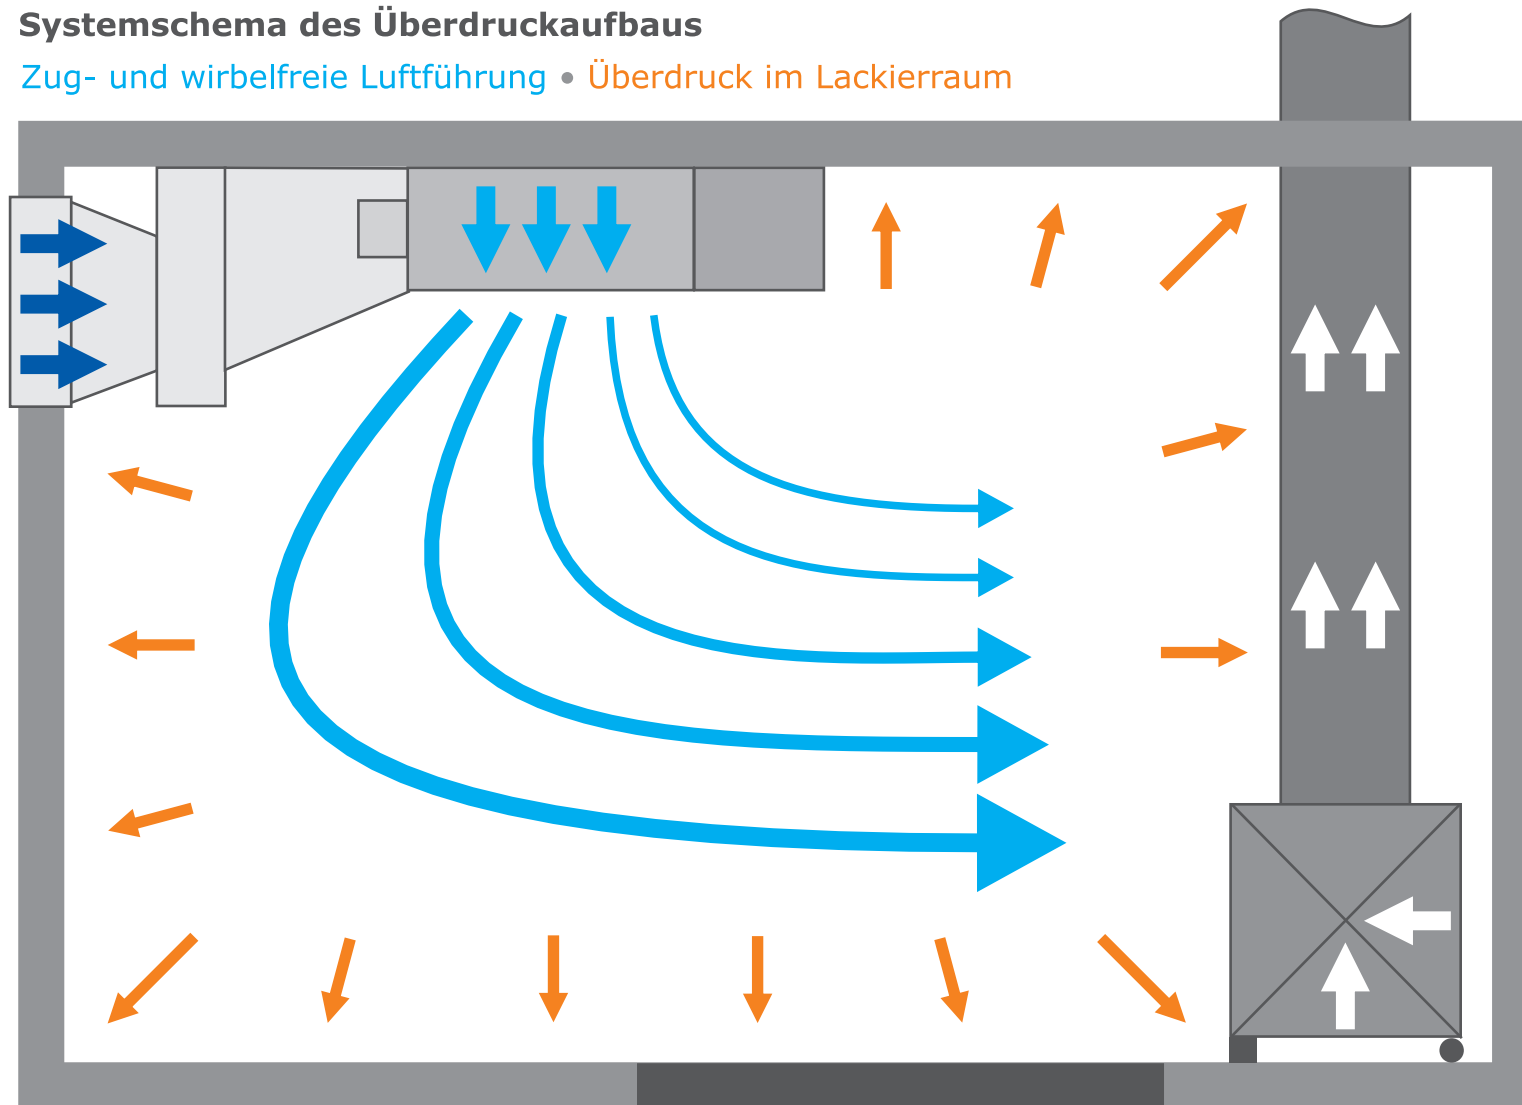 Systemschema des Überdruckaufbaus
Zug- und wirbelfreie Luftführung • Überdruck im Lackierraum